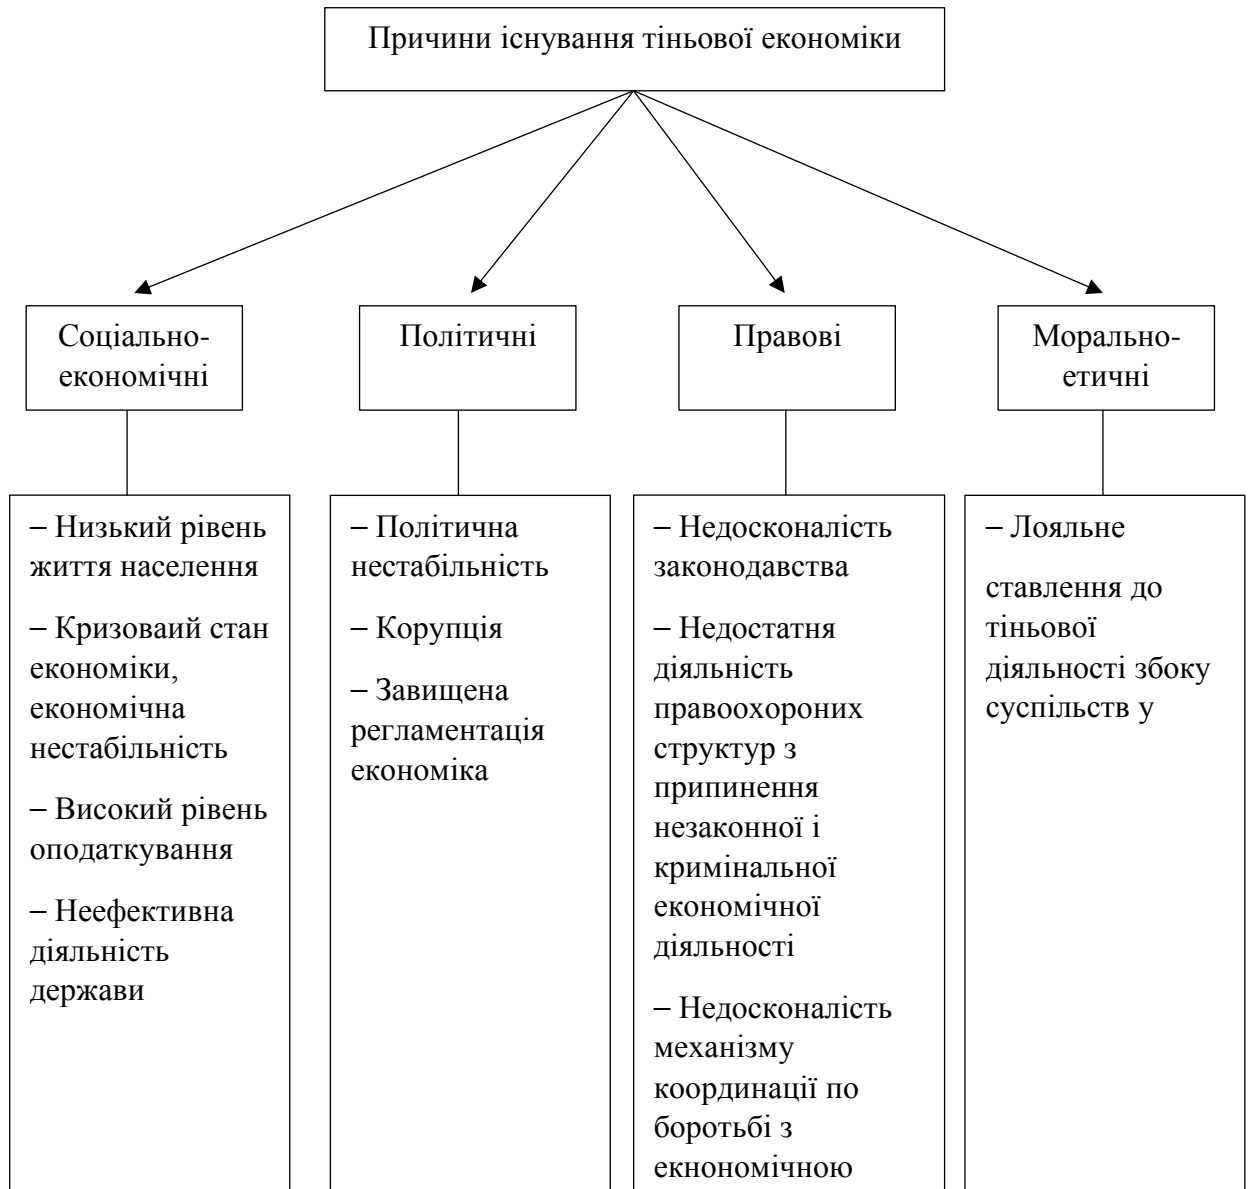 Причини існування тіньової економіки
Соціально-
економічні
Політичні
Правові
Морально-
етичні
– Низький рівень
життя населення
– Кризоваий стан
економіки,
економічна
нестабільність
– Високий рівень
оподаткування
– Неефективна
діяльність
держави
– Політична
нестабільність
– Корупція
– Завищена
регламентація
економіка
– Недосконалість
законодавства
– Недостатня
діяльність
правоохороних
структур з
припинення
незаконної і
кримінальної
економічної
діяльності
– Недосконалість
механізму
координації по
боротьбі з
екнономічною
– Лояльне
ставлення до
тіньової
діяльності збоку
суспільств у